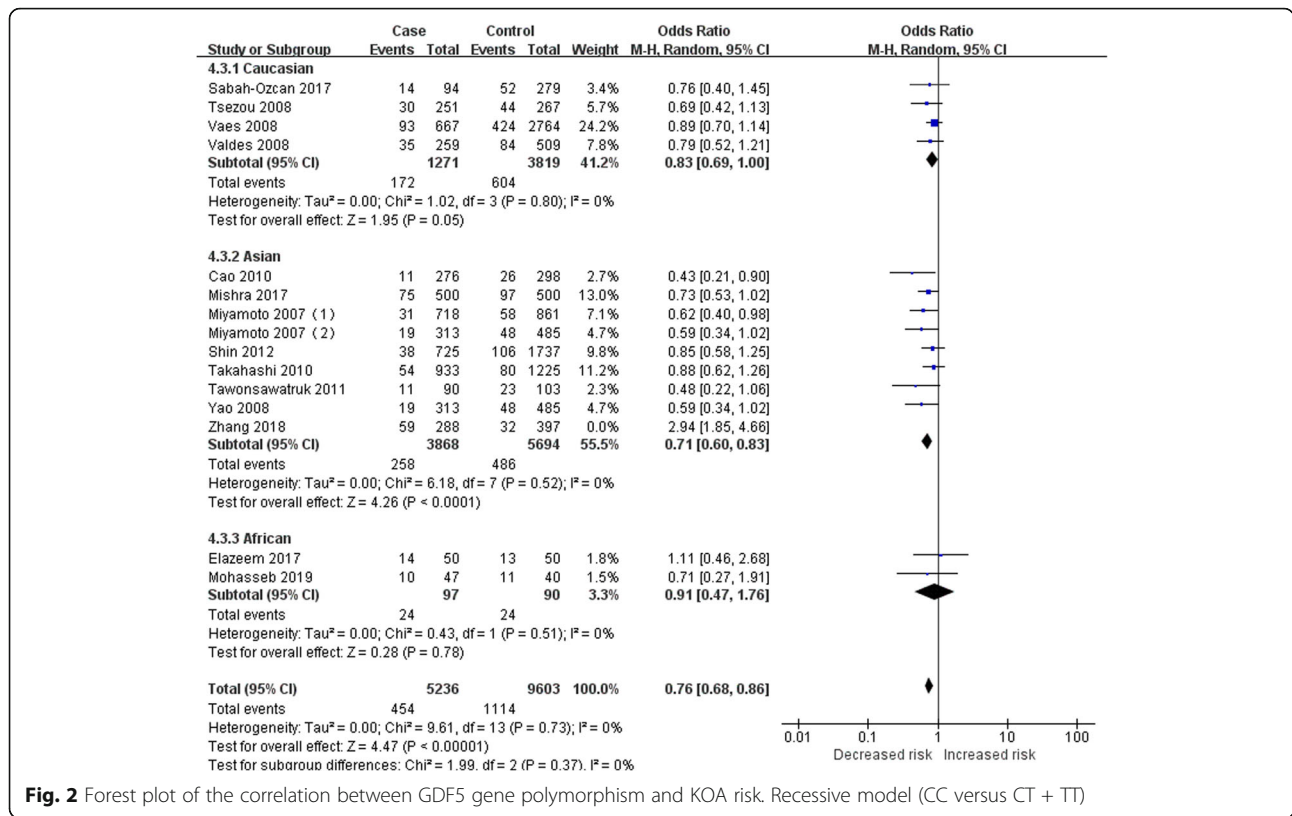 Case Control Odds Ratio Odds Ratio
Study or Subgroup Events Total Events Total Weight M-H, Random, 95% CI M-H, Random, 95% CI
4.3.1 Caucasian
Sabah-Ozcan 2017 14 94 52 279 3.4% 0.76 [0.40, 1.45]
Tsezou 2008 30 251 44 267 5.7% 0.69 [0.42, 1.13]
Vaes 2008 93 667 424 2764 24.2% 0.89 [0.70, 1.14]
Valdes 2008 35 259 84 509 7.8% 0.79 [0.52, 1.21]
Subtotal (95% CI) 1271 3819 41.2% 0.83 [0.69, 1.00]
Total events 172 604
Heterogeneity: Tau² = 0.00; Chi² = 1.02, df = 3 (P = 0.80); I² = 0%
Test for overall effect: Z = 1.95 (P = 0.05)
4.3.2 Asian
Cao 2010 11 276 26 298 2.7% 0.43 [0.21, 0.90]
Mishra 2017 75 500 97 500 13.0% 0.73 [0.53, 1.02]
Miyamoto 2007 (1) 31 718 58 861 7.1% 0.62 [0.40, 0.98]
Miyamoto 2007 (2) 19 313 48 485 4.7% 0.59 [0.34, 1.02]
Shin 2012 38 725 106 1737 9.8% 0.85 [0.58, 1.25]
Takahashi 2010 54 933 80 1225 11.2% 0.88 [0.62, 1.26]
Tawonsawatruk 2011 11 90 23 103 2.3% 0.48 [0.22, 1.06]
Yao 2008 19 313 48 485 4.7% 0.59 [0.34, 1.02]
Zhang 2018 59 288 32 397 0.0% 2.94 [1.85, 4.66]
Subtotal (95% CI) 3868 5694 55.5% 0.71 [0.60, 0.83]
Total events 258 486
Heterogeneity: Tau² = 0.00; Chi² = 6.18, df = 7 (P = 0.52); I² = 0%
Test for overall effect: Z = 4.26 (P < 0.0001)
4.3.3 African
Elazeem 2017 14 50 13 50 1.8% 1.11 [0.46, 2.68]
Mohasseb 2019 10 47 11 40 1.5% 0.71 [0.27, 1.91]
Subtotal (95% CI) 97 90 3.3% 0.91 [0.47, 1.76]
Total events 24 24
Heterogeneity: Tau² = 0.00; Chi² = 0.43, df = 1 (P = 0.51); I² = 0%
Test for overall effect: Z = 0.28 (P = 0.78)
Total (95% CI) 5236 9603 100.0% 0.76 [0.68, 0.86]
Total events 454 1114
Heterogeneity: Tau² = 0.00; Chi² = 9.61, df = 13 (P = 0.73); I² = 0%
Test for overall effect: Z = 4.47 (P < 0.00001)
Test for subgroup differences: Chi² = 1.99, df = 2 (P = 0.37), I² = 0%
0.01 0.1 1 10 100
Decreased risk Increased risk
Fig. 2 Forest plot of the correlation between GDF5 gene polymorphism and KOA risk. Recessive model (CC versus CT + TT)